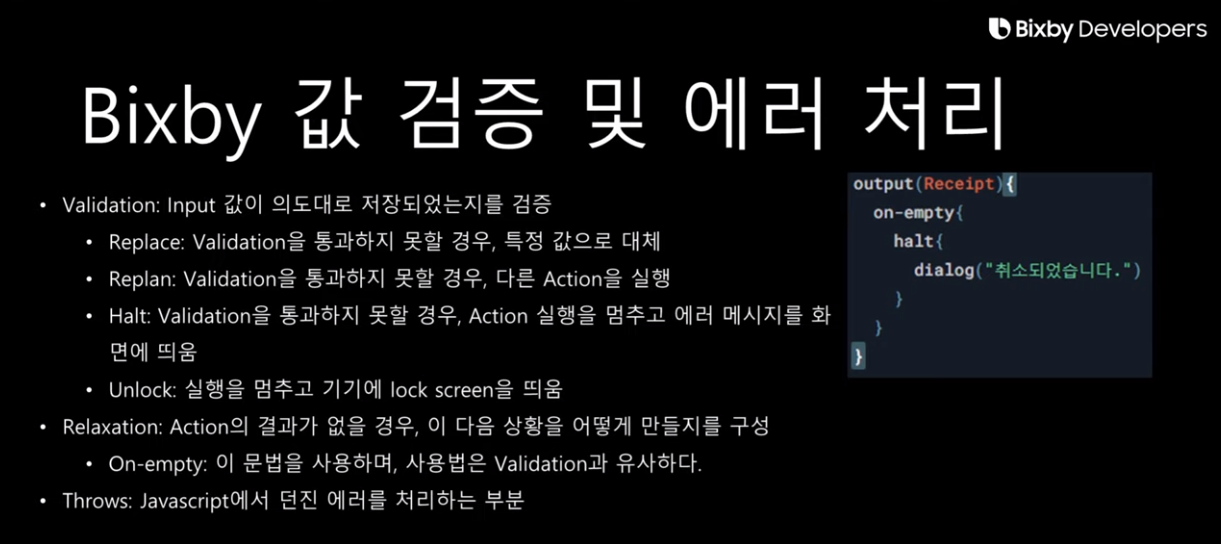 Bixby Developers
Bixby 값 검증 및 에러 처리
• Validation: Input 값이 의도대로 저장되었는지를 검증
• Replace: Validation을 통과하지 못할 경우, 특정 값으로 대체
• Replan: Validation을 통과하지 못할 경우, 다른 Action을 실행
• Halt: Validation을 통과하지 못할 경우, Action 실행을 멈추고 에러 메시지를 화
면에 띄움
• Unlock: 실행을 멈추고 기기에 lock screen을 띄움
• Relaxation: Action의 결과가 없을 경우, 이 다음 상황을 어떻게 만들지를 구성
• On-empty: 이 문법을 사용하며, 사용법은 Validation과 유사하다.
• Throws: Javascript에서 던진 에러를 처리하는 부분
output(Receipt){
on-empty{
halt{
dialog("취소되었습니다.")
}
}
}